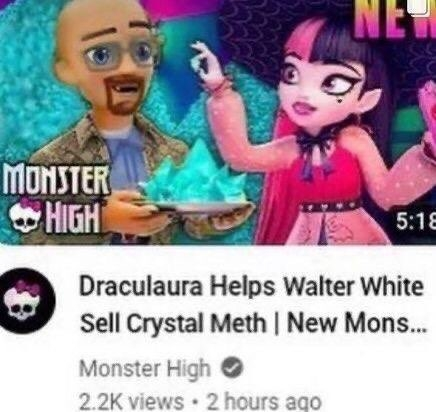 NEW
MONSTER
HIGH
5:18
Draculaura Helps Walter White
Sell Crystal Meth | New Mons...
Monster High
2.2K views • 2 hours ago